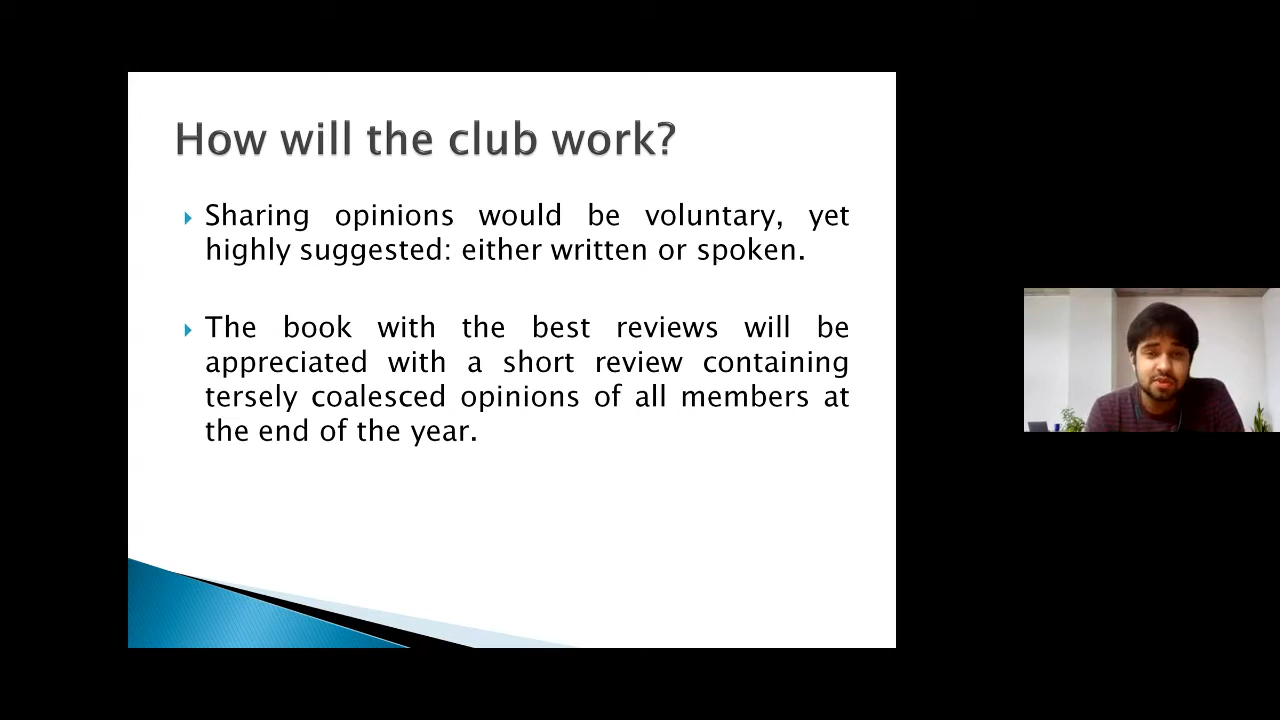 How will the club work?
Sharing opinions would be voluntary, yet
highly suggested: either written or spoken.
The book with the best reviews will be
appreciated with a short review containing
tersely coalesced opinions of all members at
the end of the year.